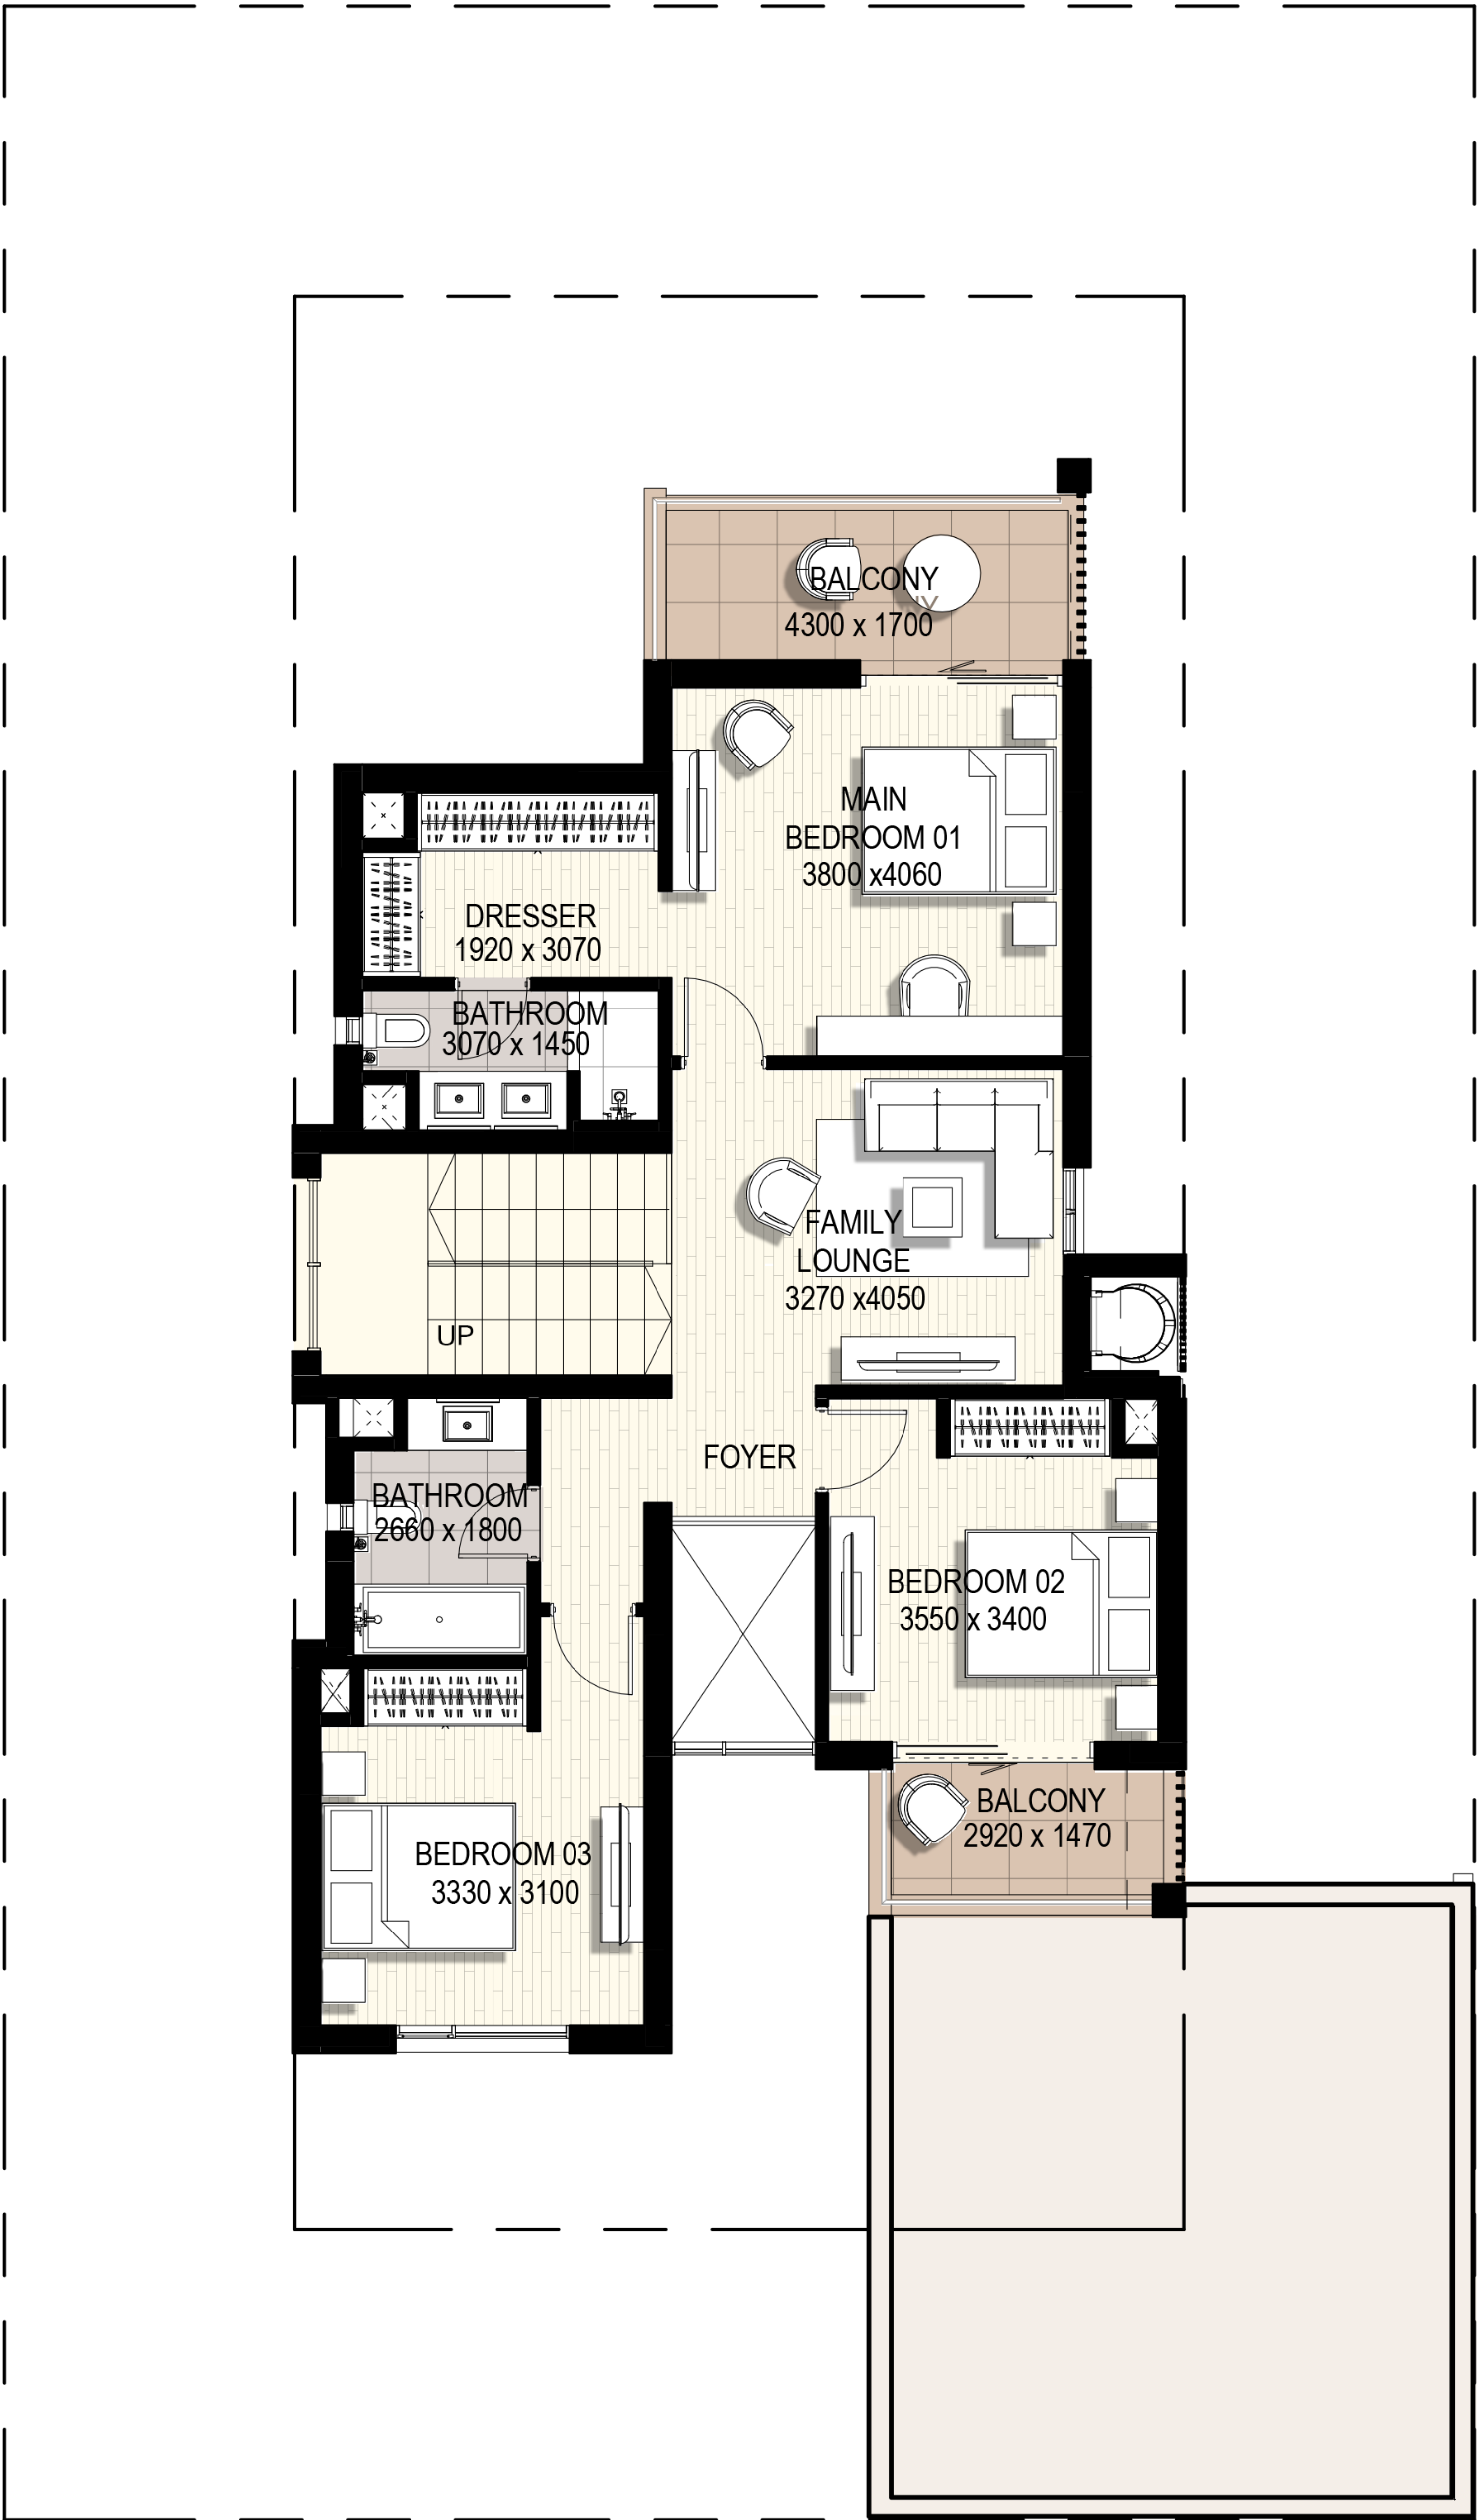 BALCONY
4300 x 1700
MAIN
BEDROOM 01
3800 x4060
DRESSER
1920 x 3070
BATHROOM
3070 x 1450
FAMILY
LOUNGE
3270 x4050
UP
FOYER
BATHROOM
2660 x 1800
BEDROOM 02
3550 x 3400
BALCONY
2920 x 1470
BEDROOM 03
3330 x 3100